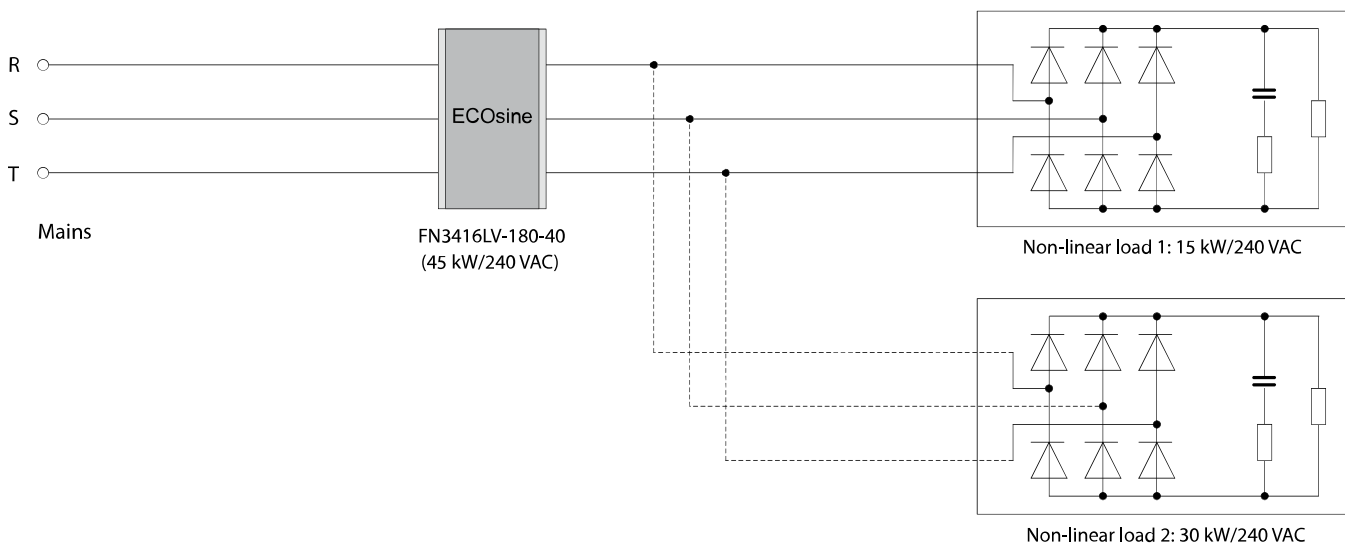 R
S
T
Mains
ECOsine
FN3416LV-180-40
(45 kW/240 VAC)
Non-linear load 1: 15 kW/240 VAC
Non-linear load 2: 30 kW/240 VAC